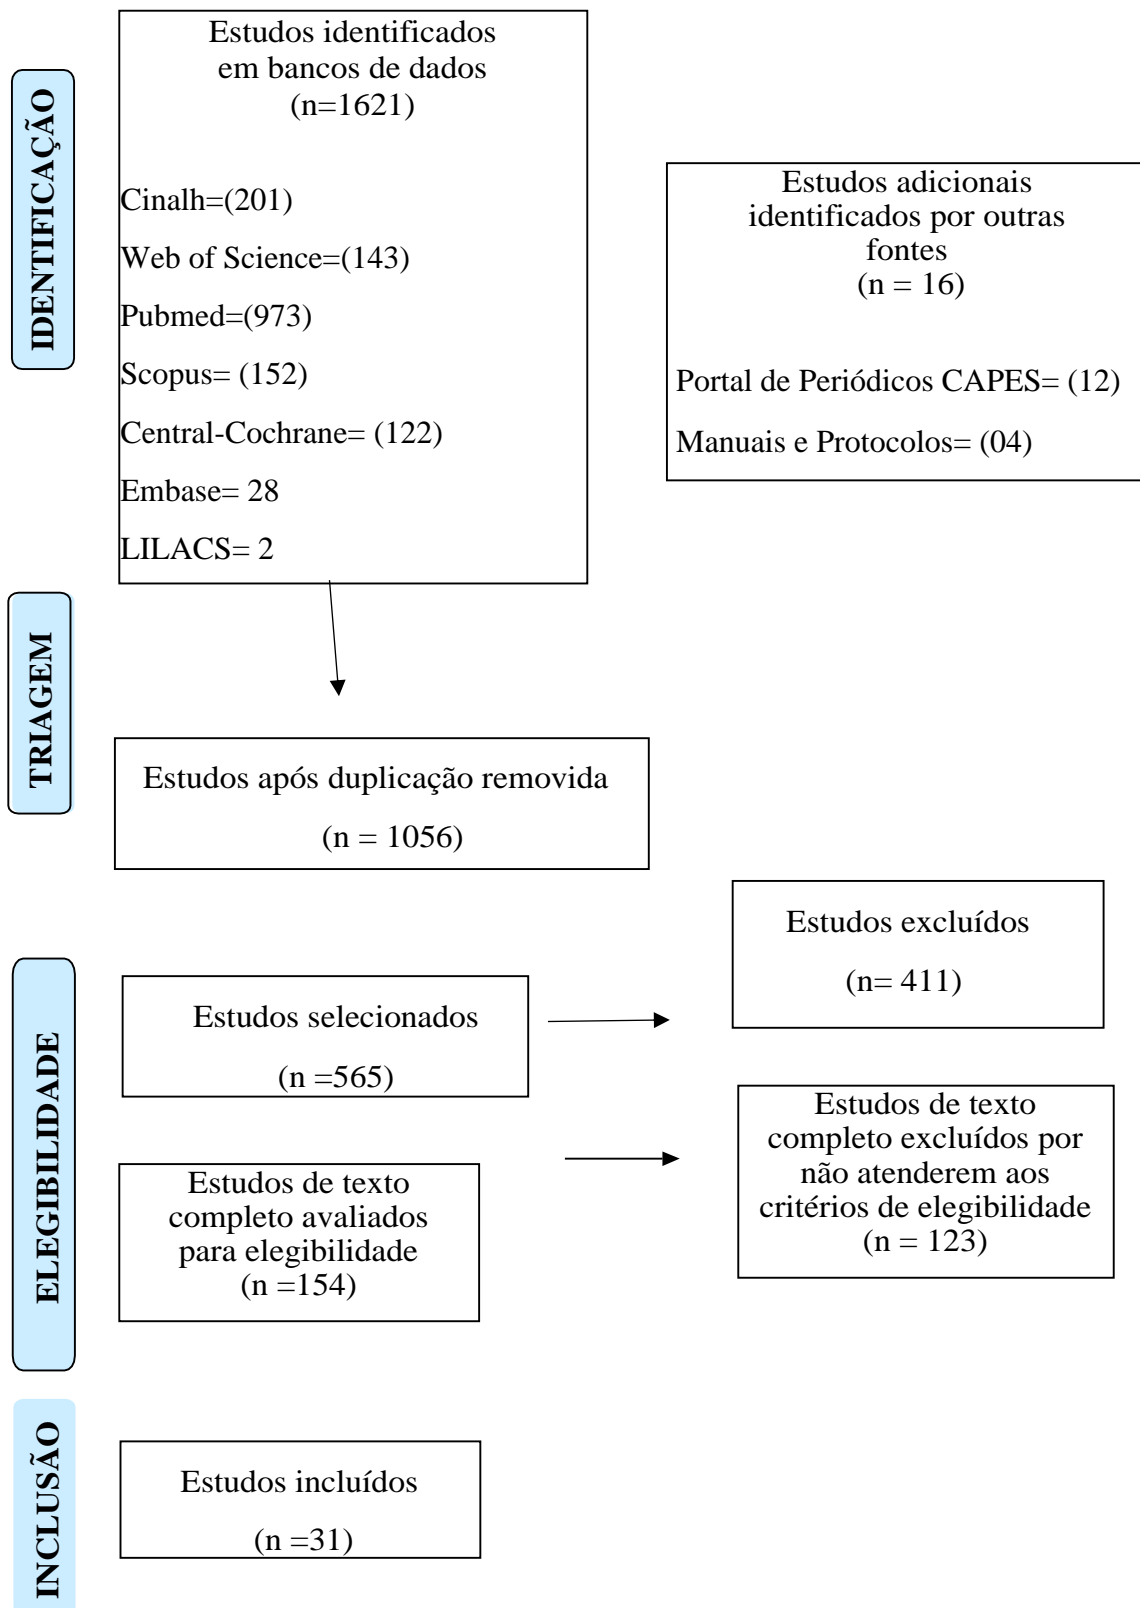 IDENTIFICAÇÃO
Estudos identificados
em bancos de dados
(n=1621)
Cinalh=(201)
Web of Science=(143)
Pubmed=(973)
Scopus= (152)
Central-Cochrane= (122)
Embase= 28
LILACS= 2
Estudos adicionais
identificados por outras
fontes
(n = 16)
Portal de Periódicos CAPES= (12)
Manuais e Protocolos= (04)
TRIAGEM
Estudos após duplicação removida
(n = 1056)
ELEGIBILIDADE
Estudos selecionados
(n =565)
Estudos excluídos
(n= 411)
Estudos de texto
completo avaliados
para elegibilidade
(n =154)
Estudos de texto
completo excluídos por
não atenderem aos
critérios de elegibilidade
(n = 123)
INCLUSÃO
Estudos incluídos
(n =31)